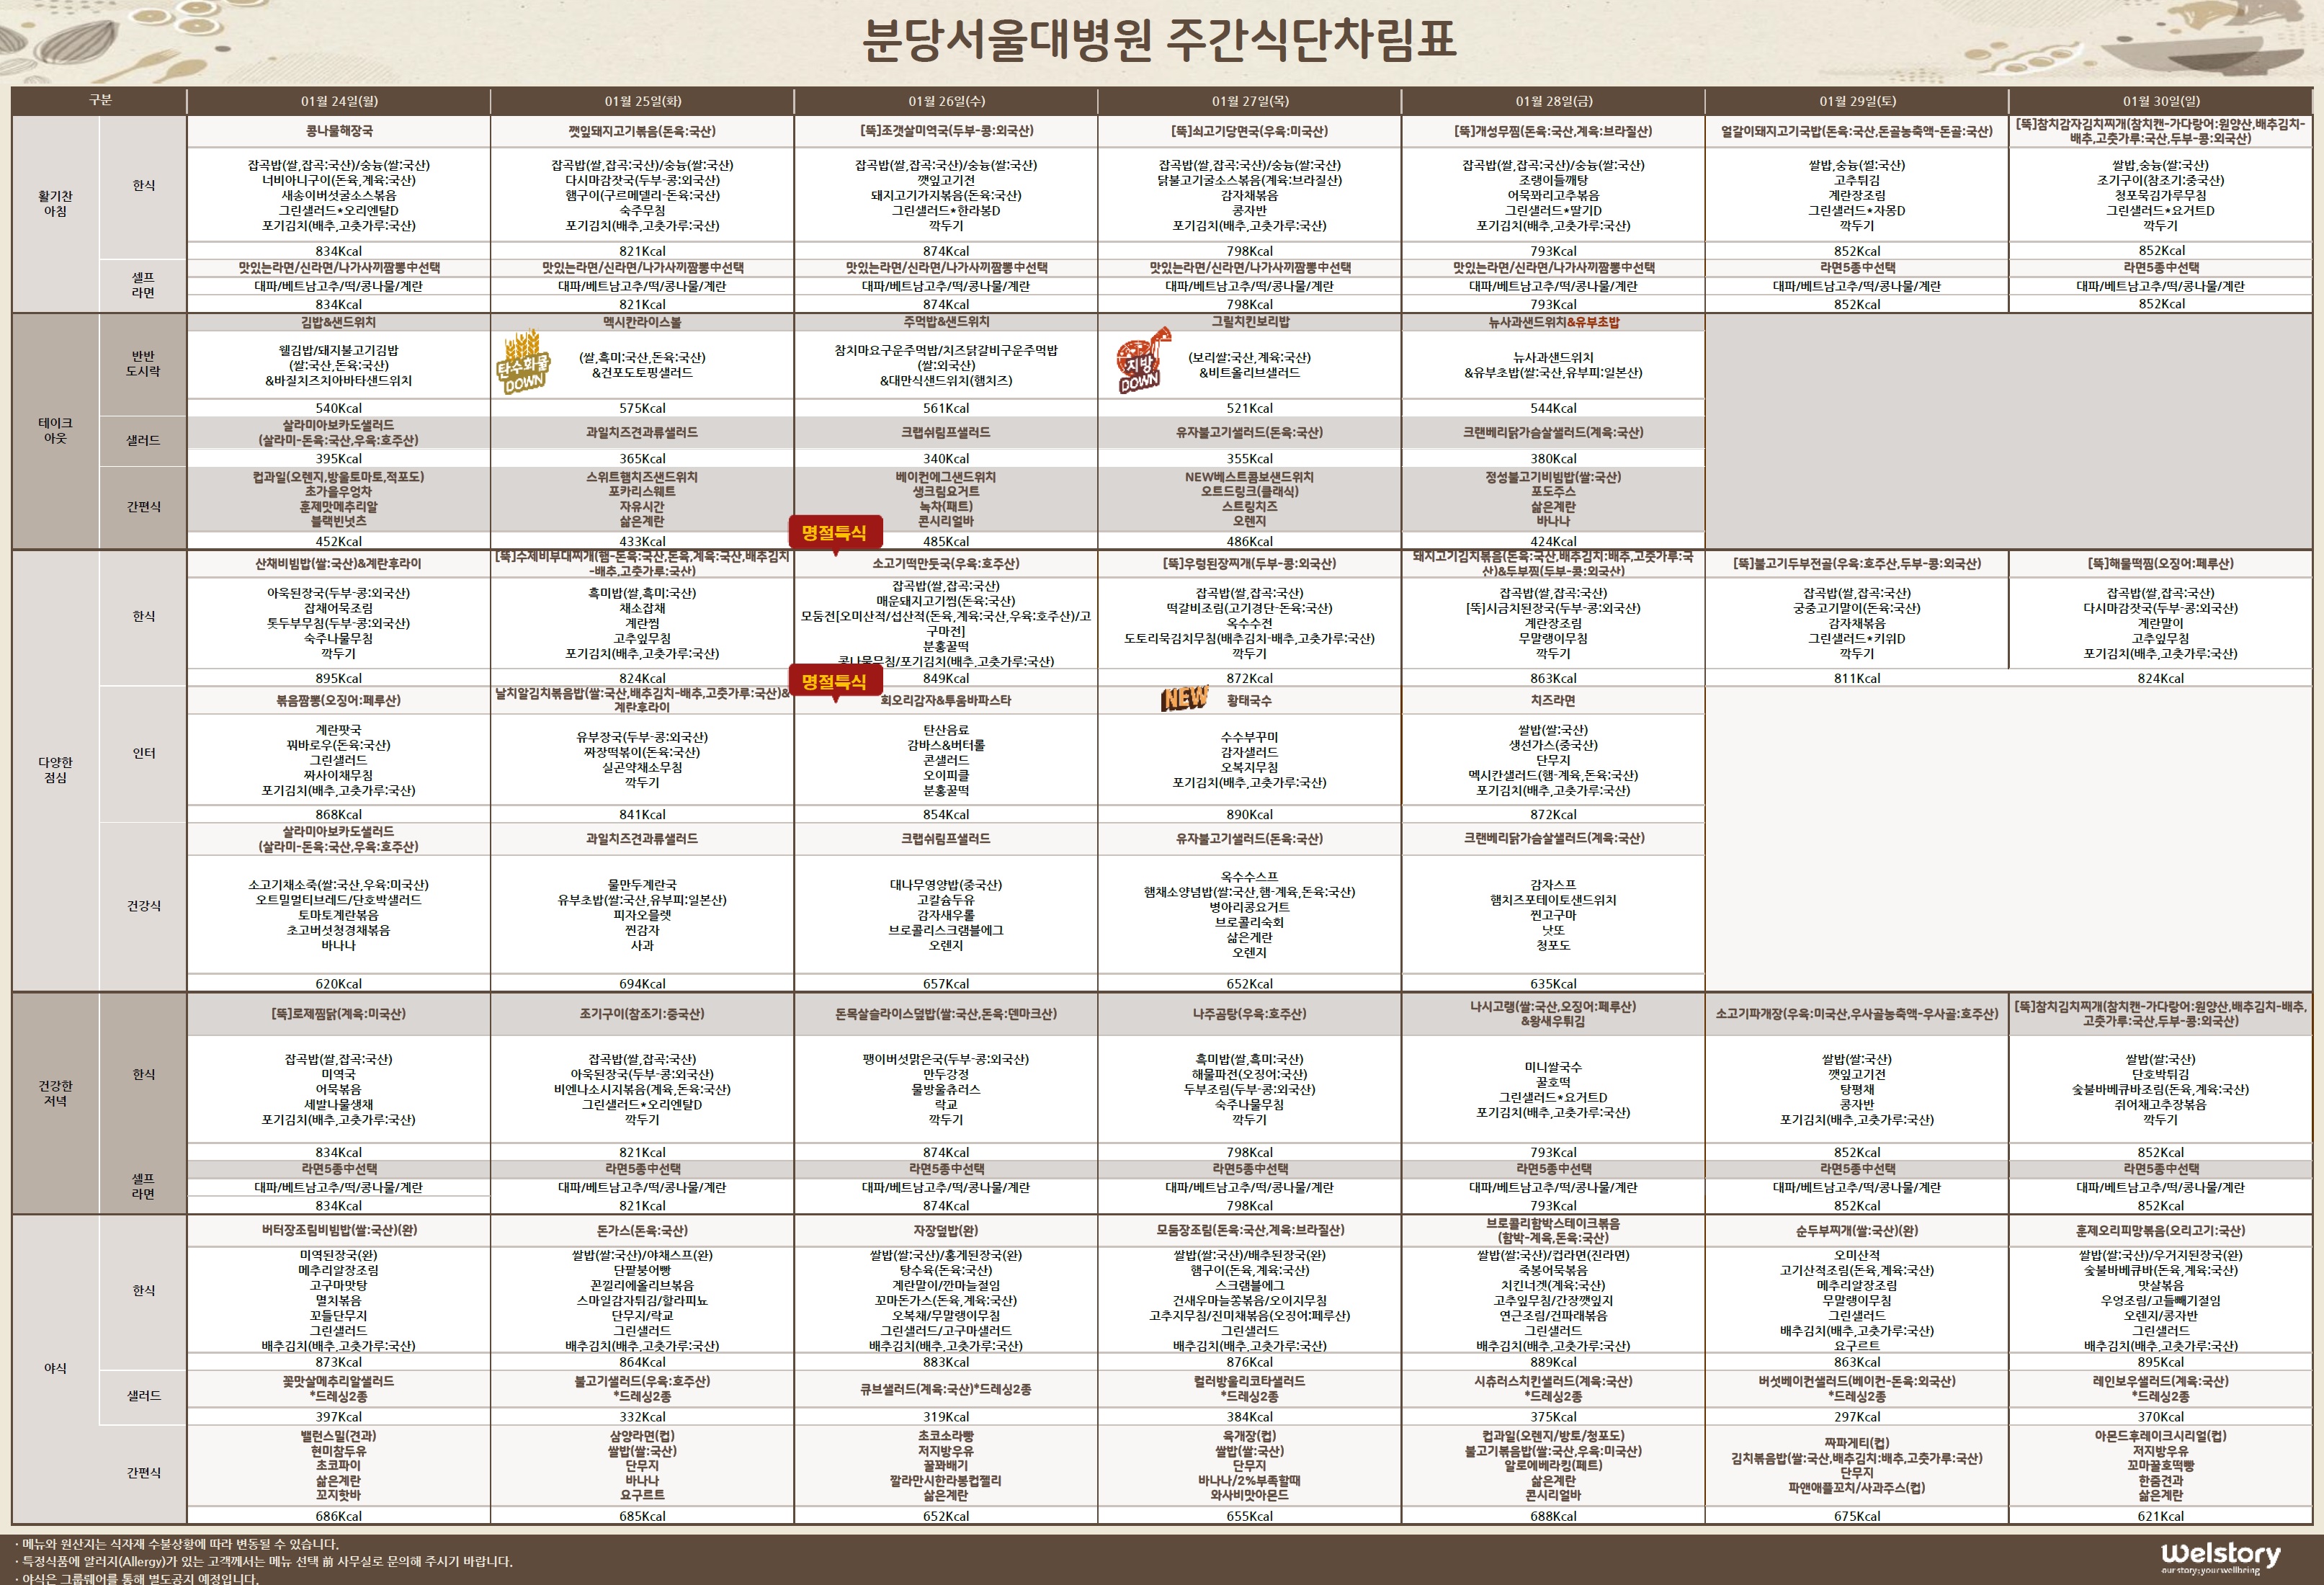 분당서울대병원 주간식단차림표
구분
01월 24일(월)
01월 25일(화)
01월 26일(수)
01월 27일(목)
01월 28일(금)
01월 29일(토)
01월 30일(일)
활기찬
아침
한식
콩나물해장국
깻잎돼지고기볶음(돈육:국산)
[뚝]조갯살미역국(두부-콩:외국산)
[뚝]쇠고기당면국(우육:미국산)
[뚝]개성무찜(돈육:국산,계육:브라질산)
얼갈이돼지고기국밥(돈육:국산,돈골농축액-돈골:국산)
[뚝]참치감자김치찌개(참치캔-가다랑어:원양산,배추김치-
배추,고춧가루:국산,두부-콩:외국산)
잡곡밥(쌀,잡곡:국산)/숭늉(쌀:국산)
너비아니구이(돈육,계육:국산)
새송이버섯굴소스볶음
그린샐러드*오리엔탈D
포기김치(배추,고춧가루:국산)
잡곡밥(쌀,잡곡:국산)/숭늉(쌀:국산)
다시마감잣국(두부-콩:외국산)
햄구이(구르메델리-돈육:국산)
숙주무침
포기김치(배추,고춧가루:국산)
잡곡밥(쌀,잡곡:국산)/숭늉(쌀:국산)
깻잎고기전
돼지고기가지볶음(돈육:국산)
그린샐러드*한라봉D
깍두기
잡곡밥(쌀,잡곡:국산)/숭늉(쌀:국산)
닭불고기굴소스볶음(계육:브라질산)
감자채볶음
콩자반
포기김치(배추,고춧가루:국산)
잡곡밥(쌀,잡곡:국산)/숭늉(쌀:국산)
조랭이들깨탕
어묵꽈리고추볶음
그린샐러드*딸기D
포기김치(배추,고춧가루:국산)
쌀밥,숭늉(쌀:국산)
고추튀김
계란장조림
그린샐러드*자몽D
깍두기
쌀밥,숭늉(쌀:국산)
조기구이(참조기:중국산)
청포묵김가루무침
그린샐러드*요거트D
깍두기
834Kcal
821Kcal
874Kcal
798Kcal
793Kcal
852Kcal
852Kcal
셀프
라면
맛있는라면/신라면/나가사끼짬뽕中선택
맛있는라면/신라면/나가사끼짬뽕中선택
맛있는라면/신라면/나가사끼짬뽕中선택
맛있는라면/신라면/나가사끼짬뽕中선택
맛있는라면/신라면/나가사끼짬뽕中선택
라면5종中선택
라면5종中선택
대파/베트남고추/떡/콩나물/계란
대파/베트남고추/떡/콩나물/계란
대파/베트남고추/떡/콩나물/계란
대파/베트남고추/떡/콩나물/계란
대파/베트남고추/떡/콩나물/계란
대파/베트남고추/떡/콩나물/계란
대파/베트남고추/떡/콩나물/계란
834Kcal
821Kcal
874Kcal
798Kcal
793Kcal
852Kcal
852Kcal
테이크
아웃
반반
도시락
김밥&샌드위치
멕시칸라이스볼
주먹밥&샌드위치
그릴치킨보리밥
뉴사과샌드위치&유부초밥
웰김밥/돼지불고기김밥
(쌀:국산,돈육:국산)
&바질치즈치아바타샌드위치
탄수화물
DOWN
(쌀,흑미:국산,돈육:국산)
&건포도토핑샐러드
참치마요구운주먹밥/치즈닭갈비구운주먹밥
(쌀:외국산)
&대만식샌드위치(햄치즈)
지방
DOWN
(보리쌀:국산,계육:국산)
&비트올리브샐러드
뉴사과샌드위치
&유부초밥(쌀:국산,유부피:일본산)
540Kcal
575Kcal
561Kcal
521Kcal
544Kcal
샐러드
살라미아보카도샐러드
(살라미-돈육:국산,우육:호주산)
과일치즈견과류샐러드
크랩쉬림프샐러드
유자불고기샐러드(돈육:국산)
크랜베리닭가슴살샐러드(계육:국산)
395Kcal
365Kcal
340Kcal
355Kcal
380Kcal
간편식
컵과일(오렌지,방울토마토,적포도)
초가을우엉차
훈제맛메추리알
블랙빈넛츠
스위트햄치즈샌드위치
포카리스웨트
자유시간
삶은계란
베이컨에그샌드위치
생크림요거트
녹차(패트)
콘시리얼바
NEW베스트콤보샌드위치
오트드링크(클래식)
스트링치즈
오렌지
정성불고기비빔밥(쌀:국산)
포도주스
삶은계란
바나나
452Kcal
433Kcal
485Kcal
486Kcal
424Kcal
다양한
점심
한식
산채비빔밥(쌀:국산)&계란후라이
[뚝]수제비부대찌개(햄-돈육:국산,돈육,계육:국산,배추김치
-배추,고춧가루:국산)
명절특식
소고기떡만둣국(우육:호주산)
[뚝]우렁된장찌개(두부-콩:외국산)
돼지고기김치볶음(돈육:국산,배추김치:배추,고춧가루:국
산)&두부찜(두부-콩:외국산)
[뚝]불고기두부전골(우육:호주산,두부-콩:외국산)
[뚝]해물떡찜(오징어:페루산)
아욱된장국(두부-콩:외국산)
잡채어묵조림
톳두부무침(두부-콩:외국산)
숙주나물무침
깍두기
흑미밥(쌀,흑미:국산)
채소잡채
계란찜
고추잎무침
포기김치(배추,고춧가루:국산)
잡곡밥(쌀,잡곡:국산)
매운돼지고기찜(돈육:국산)
모둠전[오미산적/섭산적(돈육,계육:국산,우육:호주산)/고
구마전]
분홍꿀떡
콩나물무침/포기김치(배추,고춧가루:국산)
잡곡밥(쌀,잡곡:국산)
떡갈비조림(고기경단-돈육:국산)
옥수수전
도토리묵김치무침(배추김치-배추,고춧가루:국산)
깍두기
잡곡밥(쌀,잡곡:국산)
[뚝]시금치된장국(두부-콩:외국산)
계란장조림
무말랭이무침
깍두기
잡곡밥(쌀,잡곡:국산)
궁중고기말이(돈육:국산)
감자채볶음
그린샐러드*키위D
깍두기
잡곡밥(쌀,잡곡:국산)
다시마감잣국(두부-콩:외국산)
계란말이
고추잎무침
포기김치(배추,고춧가루:국산)
895Kcal
824Kcal
849Kcal
872Kcal
863Kcal
811Kcal
824Kcal
인터
볶음짬뽕(오징어:페루산)
날치알김치볶음밥(쌀:국산,배추김치-배추,고춧가루:국산)&
계란후라이
명절특식
회오리감자&투움바파스타
NEW
황태국수
치즈라면
계란팟국
꿔바로우(돈육:국산)
그린샐러드
짜사이채무침
포기김치(배추,고춧가루:국산)
유부장국(두부-콩:외국산)
짜장떡볶이(돈육:국산)
실곤약채소무침
깍두기
탄산음료
감바스&버터롤
콘샐러드
오이피클
분홍꿀떡
수수부꾸미
감자샐러드
오복지무침
포기김치(배추,고춧가루:국산)
쌀밥(쌀:국산)
생선가스(중국산)
단무지
멕시칸샐러드(햄-계육,돈육:국산)
포기김치(배추,고춧가루:국산)
868Kcal
841Kcal
854Kcal
890Kcal
872Kcal
건강식
살라미아보카도샐러드
(살라미-돈육:국산,우육:호주산)
과일치즈견과류샐러드
크랩쉬림프샐러드
유자불고기샐러드(돈육:국산)
크랜베리닭가슴살샐러드(계육:국산)
소고기채소죽(쌀:국산,우육:미국산)
오트밀멀티브레드/단호박샐러드
토마토계란볶음
초고버섯청경채볶음
바나나
물만두계란국
유부초밥(쌀:국산,유부피:일본산)
피자오믈렛
찐감자
사과
대나무영양밥(중국산)
고칼슘두유
감자새우롤
브로콜리스크램블에그
오렌지
옥수수스프
햄채소양념밥(쌀:국산,햄-계육,돈육:국산)
병아리콩요거트
브로콜리숙회
삶은계란
오렌지
감자스프
햄치즈포테이토샌드위치
찐고구마
낫또
청포도
620Kcal
694Kcal
657Kcal
652Kcal
635Kcal
건강한
저녁
한식
[뚝]로제찜닭(계육:미국산)
조기구이(참조기:중국산)
돈목살슬라이스덮밥(쌀:국산,돈육:덴마크산)
나주곰탕(우육:호주산)
나시고랭(쌀:국산,오징어:페루산)
&왕새우튀김
소고기파개장(우육:미국산,우사골농축액-우사골:호주산)
[뚝]참치김치찌개(참치캔-가다랑어:원양산,배추김치-배추,
고춧가루:국산,두부-콩:외국산)
잡곡밥(쌀,잡곡:국산)
미역국
어묵볶음
세발나물생채
포기김치(배추,고춧가루:국산)
잡곡밥(쌀,잡곡:국산)
아욱된장국(두부-콩:외국산)
비엔나소시지볶음(계육,돈육:국산)
그린샐러드*오리엔탈D
깍두기
팽이버섯맑은국(두부-콩:외국산)
만두강정
물방울츄러스
락교
깍두기
흑미밥(쌀,흑미:국산)
해물파전(오징어:국산)
두부조림(두부-콩:외국산)
숙주나물무침
깍두기
미니쌀국수
꿀호떡
그린샐러드*요거트D
포기김치(배추,고춧가루:국산)
쌀밥(쌀:국산)
깻잎고기전
탕평채
콩자반
포기김치(배추,고춧가루:국산)
쌀밥(쌀:국산)
단호박튀김
숯불바베큐바조림(돈육,계육:국산)
쥐어채고추장볶음
깍두기
834Kcal
821Kcal
874Kcal
798Kcal
793Kcal
852Kcal
852Kcal
셀프
라면
라면5종中선택
라면5종中선택
라면5종中선택
라면5종中선택
라면5종中선택
라면5종中선택
라면5종中선택
대파/베트남고추/떡/콩나물/계란
대파/베트남고추/떡/콩나물/계란
대파/베트남고추/떡/콩나물/계란
대파/베트남고추/떡/콩나물/계란
대파/베트남고추/떡/콩나물/계란
대파/베트남고추/떡/콩나물/계란
대파/베트남고추/떡/콩나물/계란
834Kcal
821Kcal
874Kcal
798Kcal
793Kcal
852Kcal
852Kcal
야식
한식
버터장조림비빔밥(쌀:국산)(완)
돈가스(돈육:국산)
자장덮밥(완)
모둠장조림(돈육:국산,계육:브라질산)
브로콜리함박스테이크볶음
(함박-계육,돈육:국산)
순두부찌개(쌀:국산)(완)
훈제오리피망볶음(오리고기:국산)
미역된장국(완)
메추리알장조림
고구마맛탕
멸치볶음
꼬들단무지
그린샐러드
배추김치(배추,고춧가루:국산)
쌀밥(쌀:국산)/야채스프(완)
단팥붕어빵
꼰낄리에올리브볶음
스마일감자튀김/할라피뇨
단무지/락교
그린샐러드
배추김치(배추,고춧가루:국산)
쌀밥(쌀:국산)/홍게된장국(완)
탕수육(돈육:국산)
계란말이/깐마늘절임
꼬마돈가스(돈육,계육:국산)
오복채/무말랭이무침
그린샐러드/고구마샐러드
배추김치(배추,고춧가루:국산)
쌀밥(쌀:국산)/배추된장국(완)
햄구이(돈육,계육:국산)
스크램블에그
건새우마늘쫑볶음/오이지무침
고추지무침/진미채볶음(오징어:페루산)
그린샐러드
배추김치(배추,고춧가루:국산)
쌀밥(쌀:국산)/컵라면(진라면)
죽봉어묵볶음
치킨너겟(계육:국산)
고추잎무침/간장깻잎지
연근조림/건파래볶음
그린샐러드
배추김치(배추,고춧가루:국산)
오미산적
고기산적조림(돈육,계육:국산)
메추리알장조림
무말랭이무침
그린샐러드
배추김치(배추,고춧가루:국산)
요구르트
쌀밥(쌀:국산)/우거지된장국(완)
숯불바베큐바(돈육,계육:국산)
맛살볶음
우엉조림/고들빼기절임
오렌지/콩자반
그린샐러드
배추김치(배추,고춧가루:국산)
873Kcal
864Kcal
883Kcal
876Kcal
889Kcal
863Kcal
895Kcal
샐러드
꽃맛살메추리알샐러드
*드레싱2종
불고기샐러드(우육:호주산)
*드레싱2종
큐브샐러드(계육:국산)*드레싱2종
컬러방울리코타샐러드
*드레싱2종
시츄러스치킨샐러드(계육:국산)
*드레싱2종
버섯베이컨샐러드(베이컨-돈육:외국산)
*드레싱2종
레인보우샐러드(계육:국산)
*드레싱2종
397Kcal
332Kcal
319Kcal
384Kcal
375Kcal
297Kcal
370Kcal
간편식
밸런스밀(견과)
현미참두유
초코파이
삶은계란
꼬지핫바
삼양라면(컵)
쌀밥(쌀:국산)
단무지
바나나
요구르트
초코소라빵
저지방우유
꿀꽈배기
깔라만시한라봉컵젤리
삶은계란
육개장(컵)
쌀밥(쌀:국산)
단무지
바나나/2%부족할때
와사비맛아몬드
컵과일(오렌지/방토/청포도)
불고기볶음밥(쌀:국산,우육:미국산)
알로에베라킹(페트)
삶은계란
콘시리얼바
짜파게티(컵)
김치볶음밥(쌀:국산,배추김치:배추,고춧가루:국산)
단무지
파앤애플꼬치/사과주스(컵)
아몬드후레이크시리얼(컵)
저지방우유
꼬마꿀호떡빵
한줌견과
삶은계란
686Kcal
685Kcal
652Kcal
655Kcal
688Kcal
675Kcal
621Kcal
· 메뉴와 원산지는 식자재 수불상황에 따라 변동될 수 있습니다.
· 특정식품에 알러지(Allergy)가 있는 고객께서는 메뉴 선택 前 사무실로 문의해 주시기 바랍니다.
· 야식은 그룹웨어를 통해 별도공지 예정입니다.
welstory
our story:your wellbeing